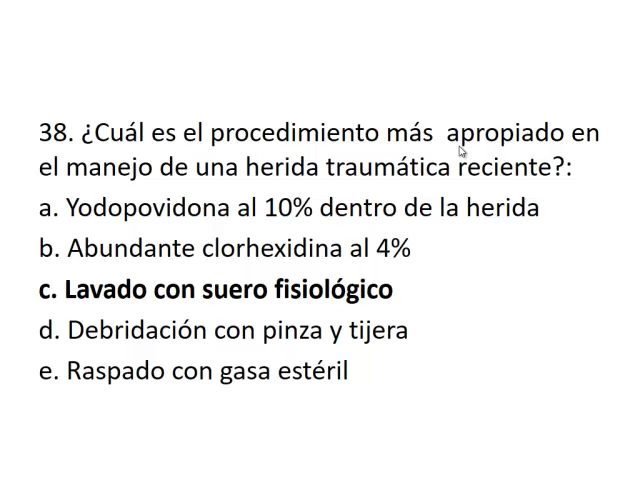 38. ¿Cuál es el procedimiento más apropiado en
el manejo de una herida traumática reciente?:
a. Yodopovidona al 10% dentro de la herida
b. Abundante clorhexidina al 4%
c. Lavado con suero fisiológico
d. Debridación con pinza y tijera
e. Raspado con gasa estéril